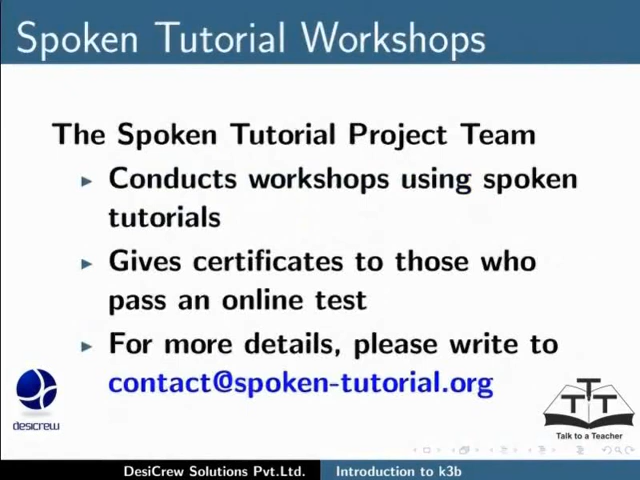 Spoken Tutorial Workshops
The Spoken Tutorial Project Team
Conducts workshops using spoken
tutorials
Gives certificates to those who
pass an online test
For more details, please write to
contact@spoken-tutorial.org
desicrew
TTT
Talk to a Teacher
DesiCrew Solutions Pvt.Ltd. Introduction to k3b